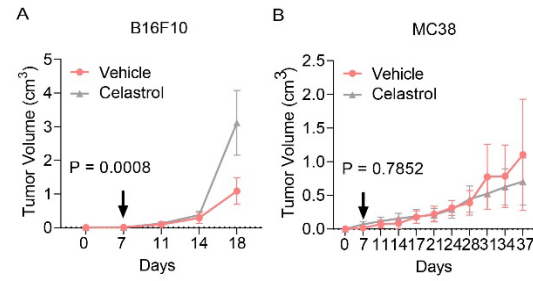 A
B16F10
Tumor Volume (cm³)
5
4
3
2
1
0
Vehicle
Celastrol
P = 0.0008
0 7 11 14 18
Days
B
MC38
Tumor Volume (cm³)
2.5
2.0
1.5
1.0
0.5
0.0
Vehicle
Celastrol
P = 0.7852
0 7 11 14 17 21 24 28 31 34 37
Days